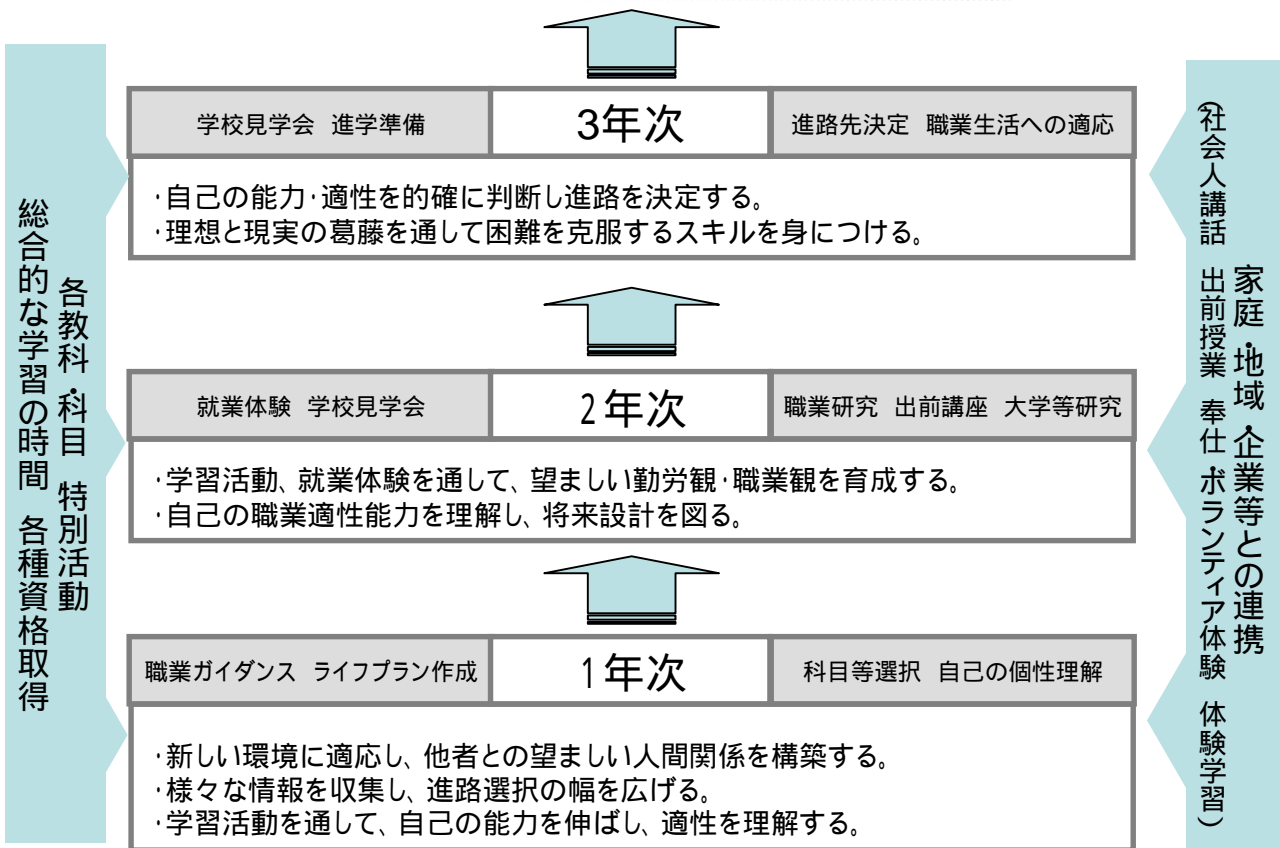 総合的な学習の時間 各種資格取得
各教科・科目 特別活動
学校見学会 進学準備
3年次
進路先決定 職業生活への適応
・自己の能力・適性を的確に判断し進路を決定する。
・理想と現実の葛藤を通して困難を克服するスキルを身につける。
就業体験 学校見学会
2年次
職業研究 出前講座 大学等研究
・学習活動、就業体験を通して、望ましい勤労観・職業観を育成する。
・自己の職業適性能力を理解し、将来設計を図る。
職業ガイダンス ライフプラン作成
1年次
科目等選択 自己の個性理解
・新しい環境に適応し、他者との望ましい人間関係を構築する。
・様々な情報を収集し、進路選択の幅を広げる。
・学習活動を通して、自己の能力を伸ばし、適性を理解する。
家庭・地域・企業等との連携
(社会人講話 出前授業 奉仕・ボランティア体験 体験学習)